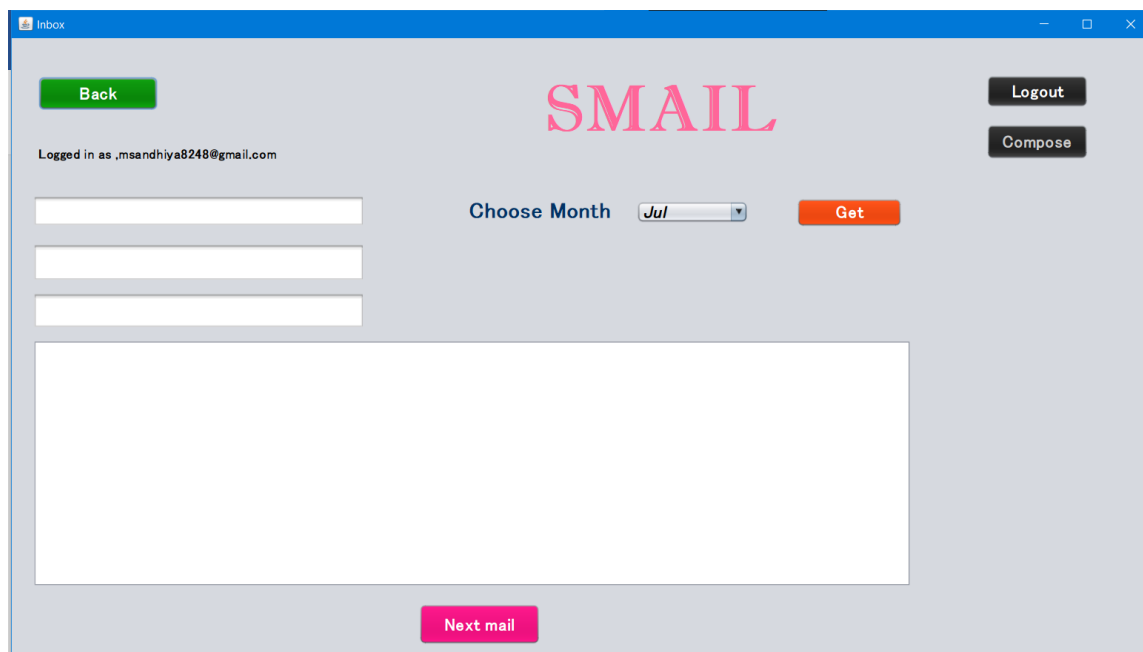 Inbox
Back
SMAIL
Logout
Compose
Logged in as ,msandhiya8248@gmail.com
Choose Month
Jul
Get
Next mail